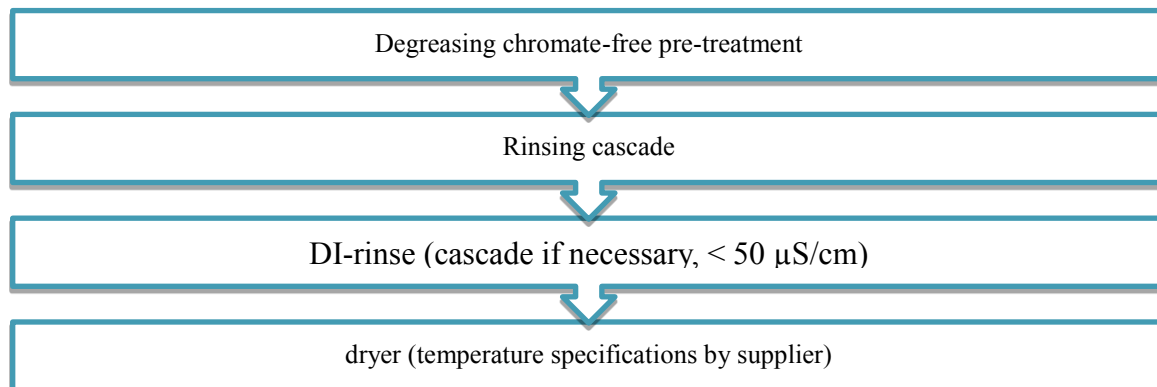 Degreasing chromate-free pre-treatment
Rinsing cascade
DI-rinse (cascade if necessary, < 50 µS/cm)
dryer (temperature specifications by supplier)